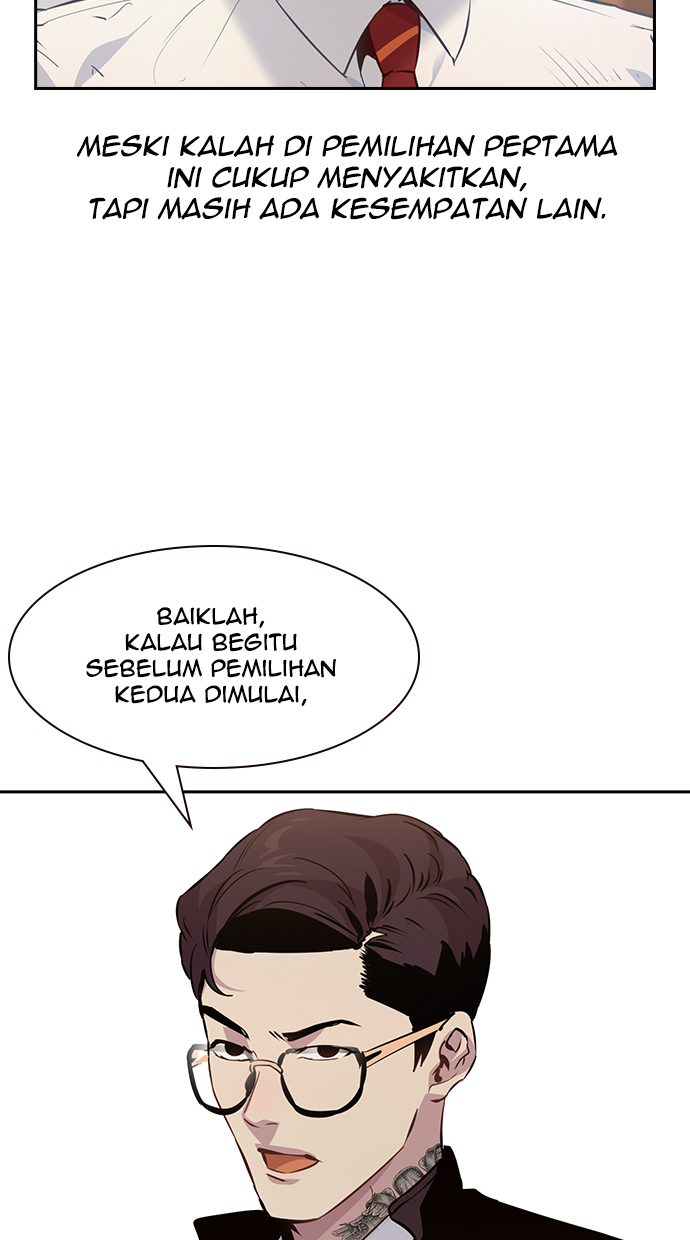 MESKI KALAH DI PEMILIHAN PERTAMA
INI CUKUP MENYAKITKAN,
TAPI MASIH ADA KESEMPATAN LAIN.
BAIKLAH,
KALAU BEGITU
SEBELUM PEMILIHAN
KEDUA DIMULAI,